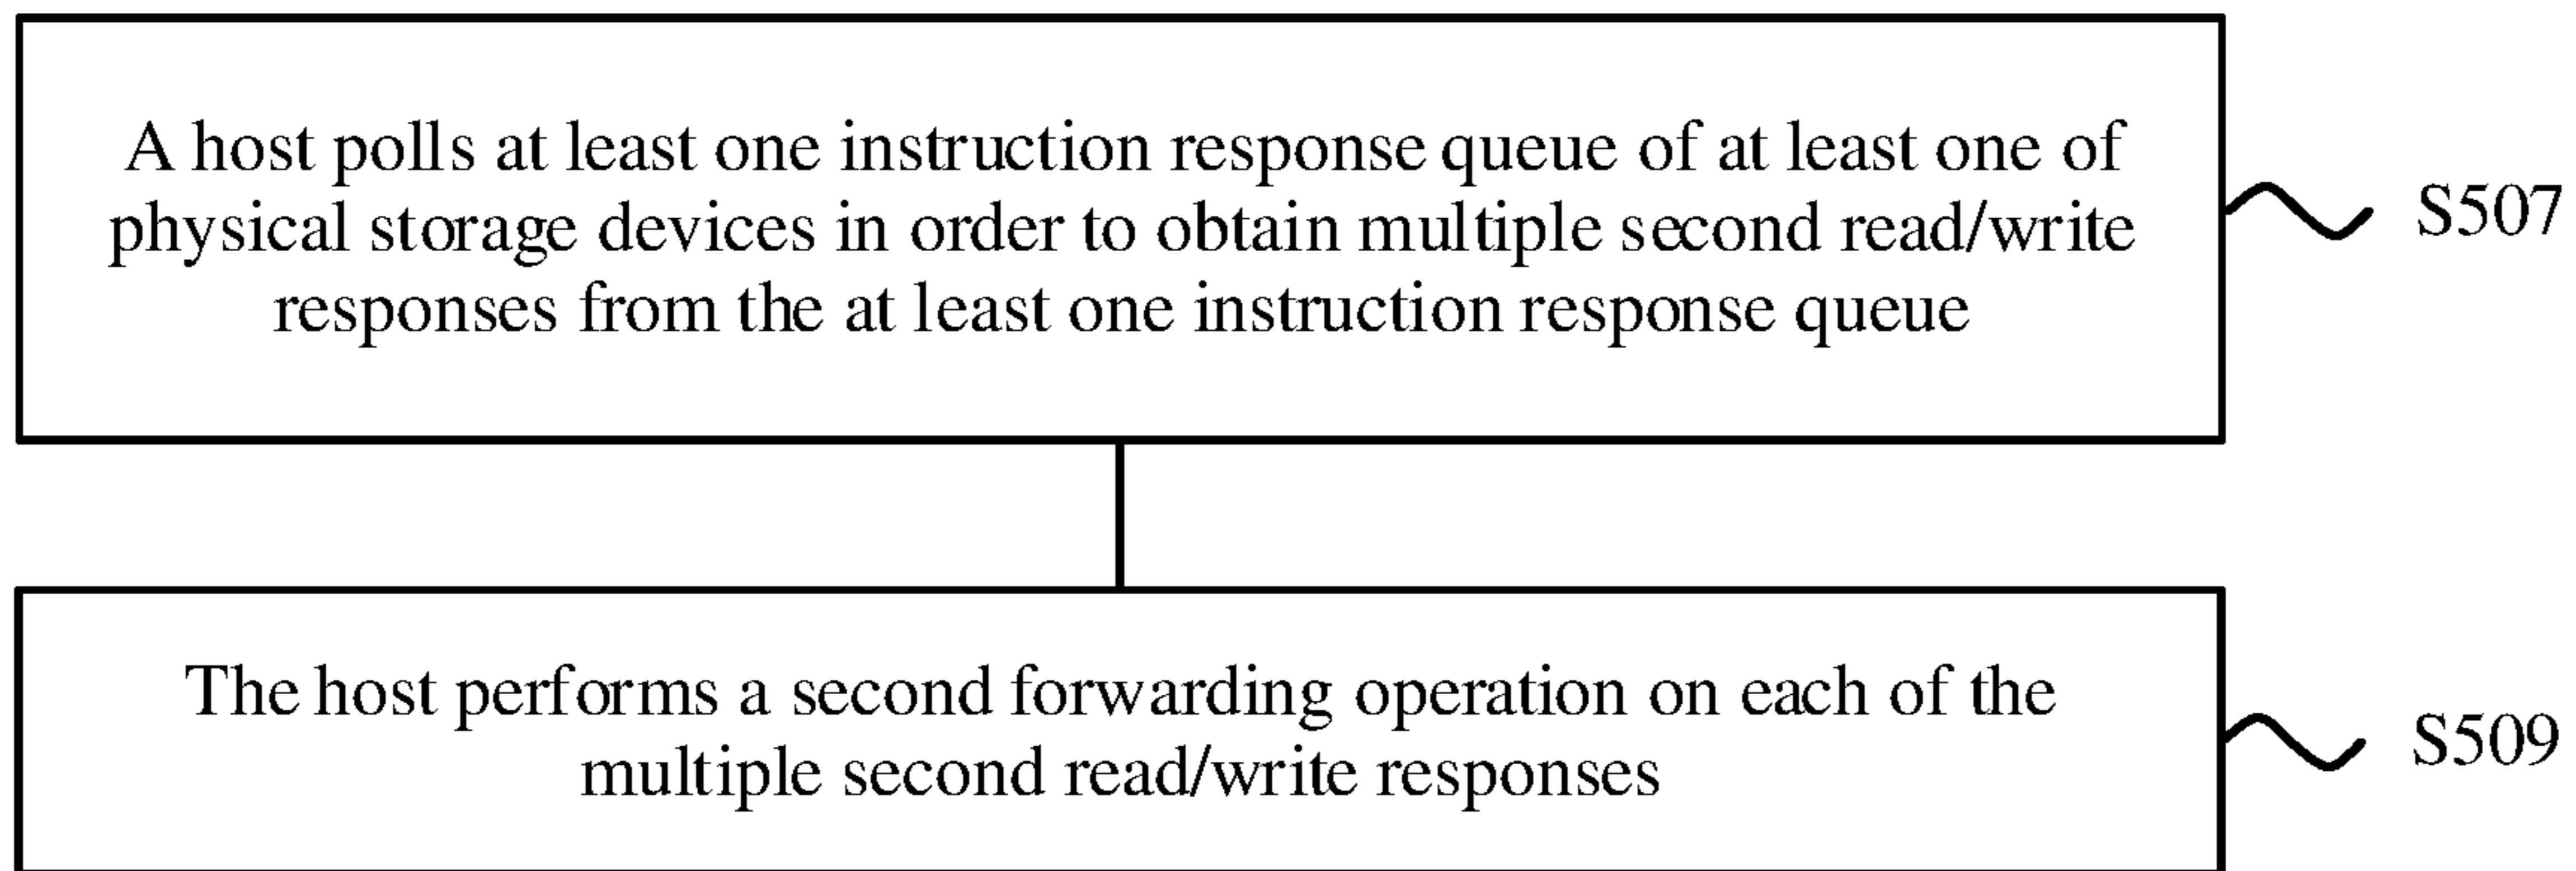 A host polls at least one instruction response queue of at least one of
physical storage devices in order to obtain multiple second read/write
responses from the at least one instruction response queue
S507
The host performs a second forwarding operation on each of the
multiple second read/write responses
S509